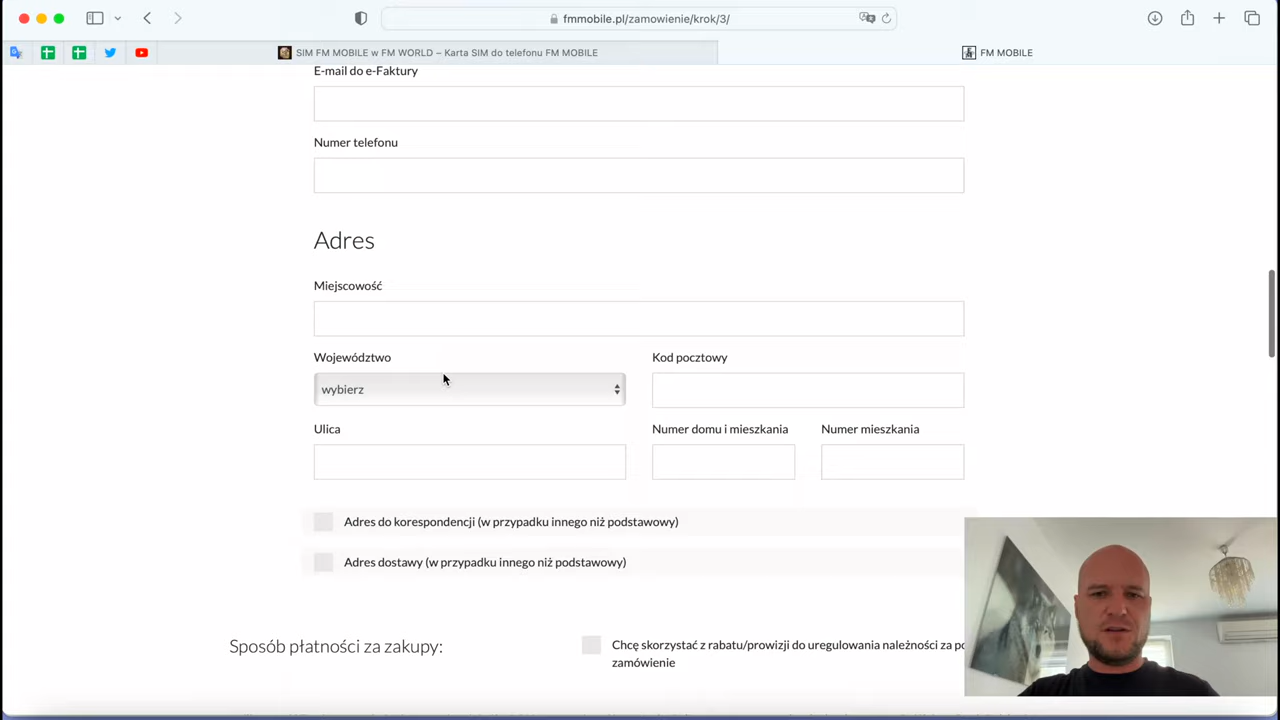 fmmobile.pl/zamowienie/krok/3/
SIM FM MOBILE w FM WORLD – Karta SIM do telefonu FM MOBILE
FM MOBILE
E-mail do e-Faktury
Numer telefonu
Adres
Miejscowość
Województwo
Kod pocztowy
wybierz
Ulica
Numer domu i mieszkania
Numer mieszkania
Adres do korespondencji (w przypadku innego niż podstawowy)
Adres dostawy (w przypadku innego niż podstawowy)
Sposób płatności za zakupy:
Chcę skorzystać z rabatu/prowizji do uregulowania należności za
zamówienie